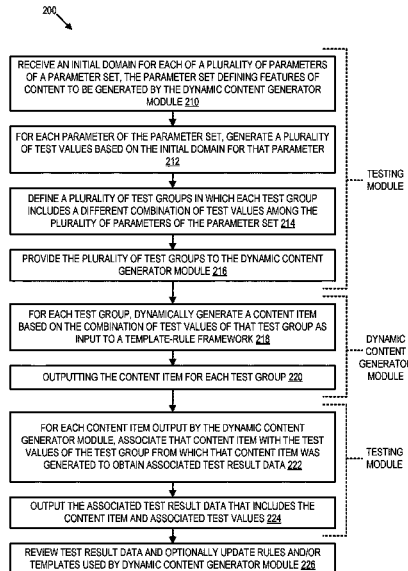 200
RECEIVE AN INITIAL DOMAIN FOR EACH OF A PLURALITY OF PARAMETERS
OF A PARAMETER SET, THE PARAMETER SET DEFINING FEATURES OF
CONTENT TO BE GENERATED BY THE DYNAMIC CONTENT GENERATOR
MODULE 210
FOR EACH PARAMETER OF THE PARAMETER SET, GENERATE A PLURALITY
OF TEST VALUES BASED ON THE INITIAL DOMAIN FOR THAT PARAMETER
212
DEFINE A PLURALITY OF TEST GROUPS IN WHICH EACH TEST GROUP
INCLUDES A DIFFERENT COMBINATION OF TEST VALUES AMONG THE
PLURALITY OF PARAMETERS OF THE PARAMETER SET 214
PROVIDE THE PLURALITY OF TEST GROUPS TO THE DYNAMIC CONTENT
GENERATOR MODULE 216
TESTING
MODULE
FOR EACH TEST GROUP, DYNAMICALLY GENERATE A CONTENT ITEM
BASED ON THE COMBINATION OF TEST VALUES OF THAT TEST GROUP AS
INPUT TO A TEMPLATE-RULE FRAMEWORK 218
OUTPUTTING THE CONTENT ITEM FOR EACH TEST GROUP 220
DYNAMIC
CONTENT
GENERATOR
MODULE
FOR EACH CONTENT ITEM OUTPUT BY THE DYNAMIC CONTENT
GENERATOR MODULE, ASSOCIATE THAT CONTENT ITEM WITH THE TEST
VALUES OF THE TEST GROUP FROM WHICH THAT CONTENT ITEM WAS
GENERATED TO OBTAIN ASSOCIATED TEST RESULT DATA 222
OUTPUT THE ASSOCIATED TEST RESULT DATA THAT INCLUDES THE
CONTENT ITEM AND ASSOCIATED TEST VALUES 224
TESTING
MODULE
REVIEW TEST RESULT DATA AND OPTIONALLY UPDATE RULES AND/OR
TEMPLATES USED BY DYNAMIC CONTENT GENERATOR MODULE 226